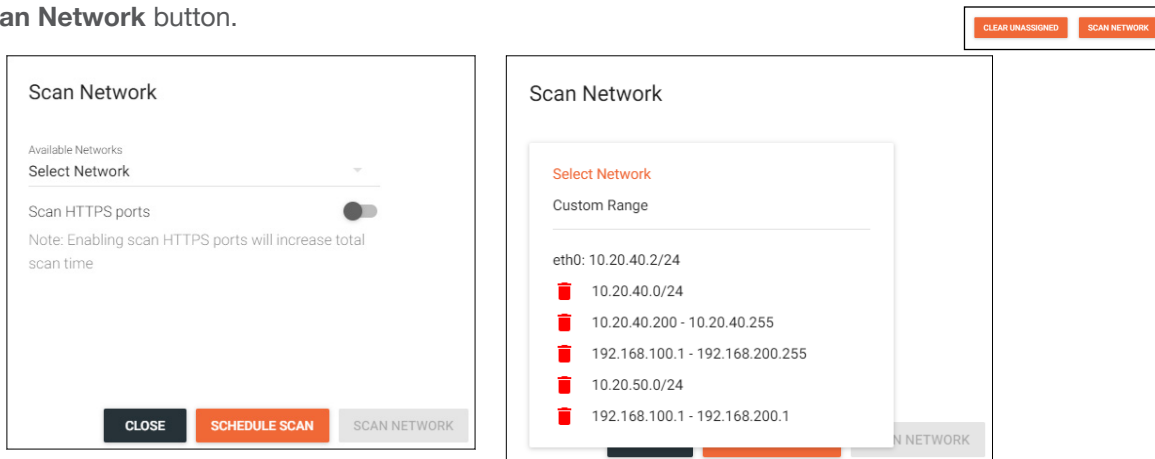 an Network button.
CLEAR UNASSIGNED SCAN NETWORK
Scan Network
Available Networks
Select Network
Scan HTTPS ports
Note: Enabling scan HTTPS ports will increase total
scan time
CLOSE SCHEDULE SCAN SCAN NETWORK
Scan Network
Select Network
Custom Range
eth0: 10.20.40.2/24
10.20.40.0/24
10.20.40.200 - 10.20.40.255
192.168.100.1 - 192.168.200.255
10.20.50.0/24
192.168.100.1 - 192.168.200.1
N NETWORK